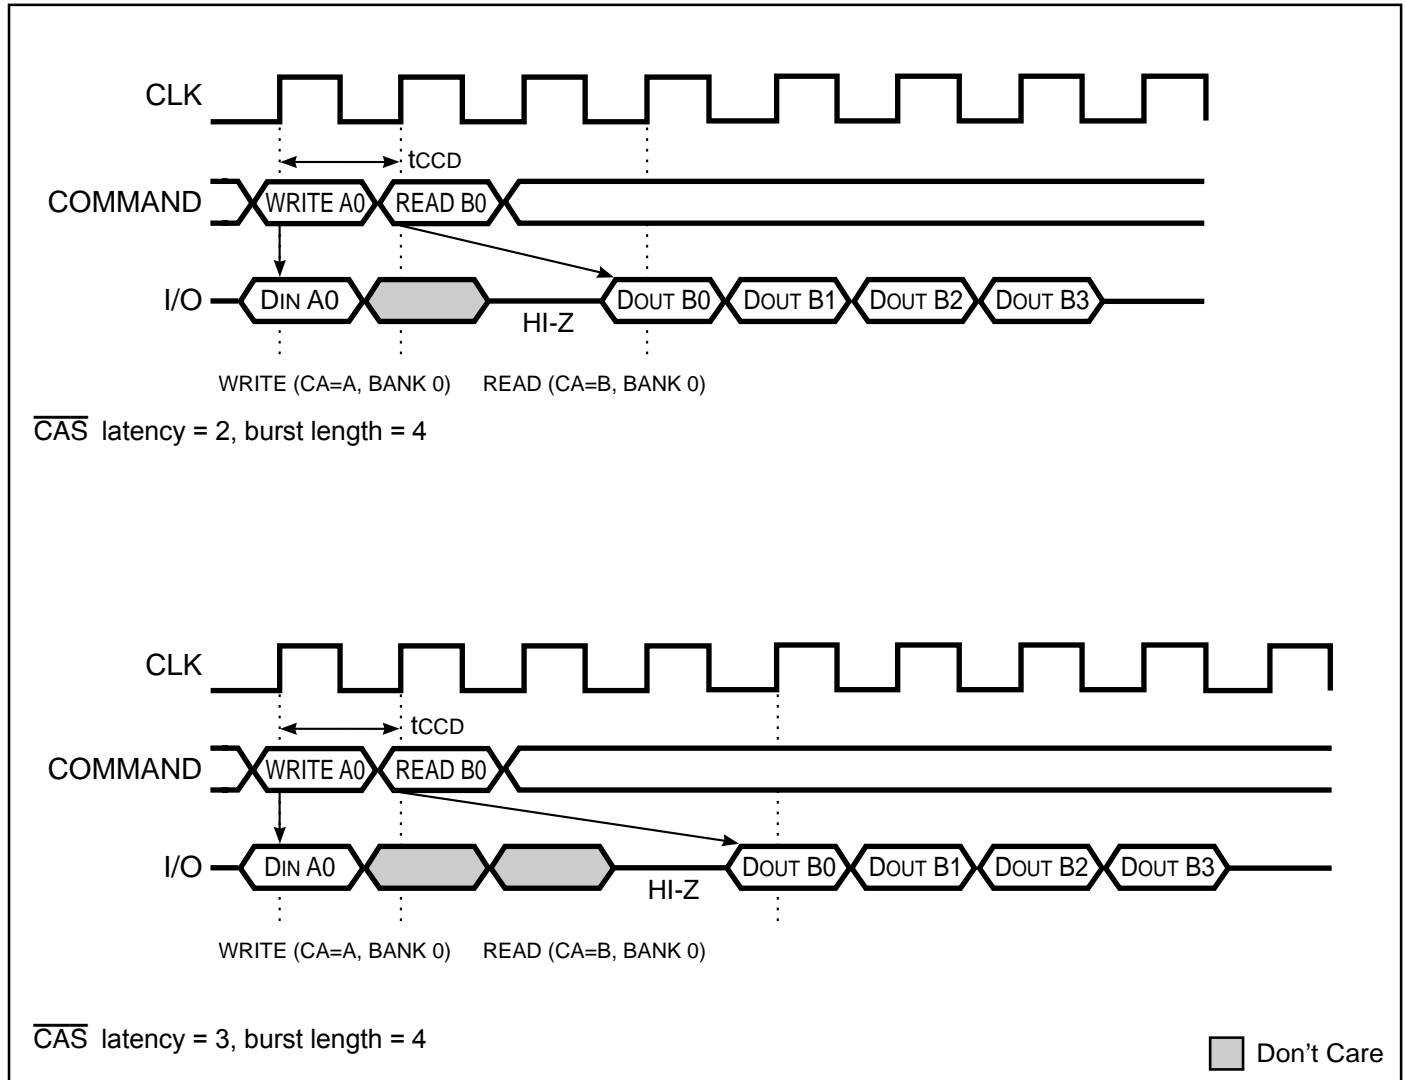 CLK
tCCD
COMMAND WRITE A0 READ B0
I/O DIN A0 HI-Z DOUT B0 DOUT B1 DOUT B2 DOUT B3
WRITE (CA=A, BANK 0) READ (CA=B, BANK 0)
CAS latency = 2, burst length = 4
CLK
tCCD
COMMAND WRITE A0 READ B0
I/O DIN A0 HI-Z DOUT B0 DOUT B1 DOUT B2 DOUT B3
WRITE (CA=A, BANK 0) READ (CA=B, BANK 0)
CAS latency = 3, burst length = 4
Don't Care